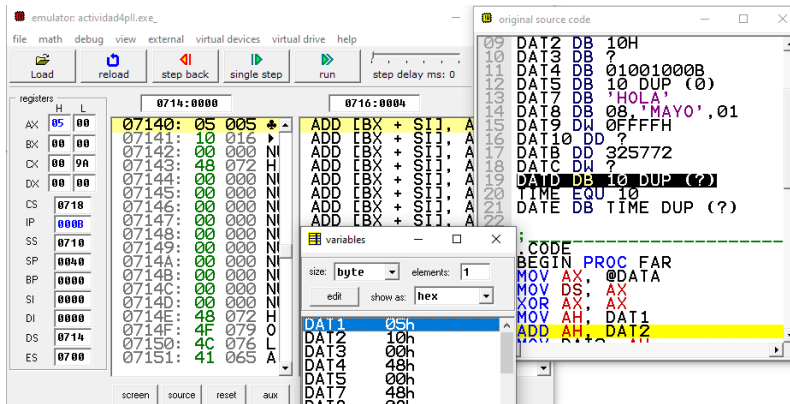 emulator: actividad4pll.exe_
file math debug view external virtual devices virtual drive help
Load reload step back single step run step delay ms: 0
registers
H L
AX 05 00
BX 00 00
CX 00 9A
DX 00 00
CS 0718
IP 000B
SS 0710
SP 0040
BP 0000
SI 0000
DI 0000
DS 0714
ES 0700
0714:0000
0716:0004
07140: 05 005 ♣
07141: 10 016 ►
07142: 00 000 NU
07143: 48 072 H
07144: 00 000 NU
07145: 00 000 NU
07146: 00 000 NU
07147: 00 000 NU
07148: 00 000 NU
07149: 00 000 NU
0714A: 00 000 NU
0714B: 00 000 NU
0714C: 00 000 NU
0714D: 00 000 NU
0714E: 48 072 H
0714F: 4F 079 O
07150: 4C 076 L
07151: 41 065 A
ADD [BX + SI], A
ADD [BX + SI], A
ADD [BX + SI], A
ADD [BX + SI], A
ADD [BX + SI], A
ADD [BX + SI], A
ADD [BX + SI], A
ADD [BX + SI], A
ADD [BX + SI], A
screen source reset aux
variables
size: byte elements: 1
edit show as: hex
DAT1 05h
DAT2 10h
DAT3 00h
DAT4 48h
DAT5 00h
DAT7 48h
original source code
09 DAT2 DB 10H
10 DAT3 DB ?
11 DAT4 DB 01001000B
12 DAT5 DB 10 DUP (0)
13 DAT7 DB 'HOLA'
14 DAT8 DB 08,'MAYO',01
15 DAT9 DW 0FFFFH
16 DAT10 DD ?
17 DATB DD 325772
18 DATC DW ?
19 DATD DB 10 DUP (?)
20 TIME EQU 10
21 DATE DB TIME DUP (?)
22
;
.CODE
BEGIN PROC FAR
MOV AX, @DATA
MOV DS, AX
XOR AX, AX
MOV AH, DAT1
ADD AH, DAT2